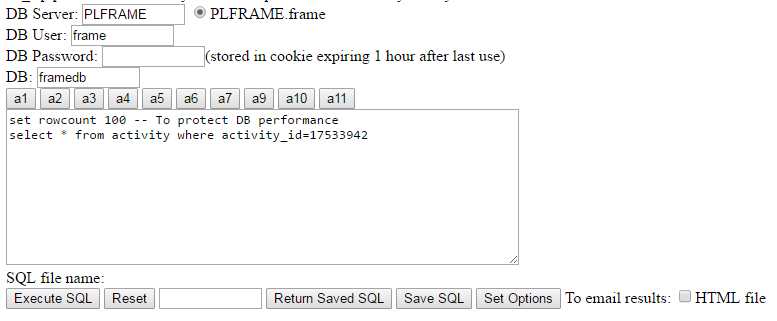 DB Server: PLFRAME PLFRAME.frame
DB User: frame
DB Password: (stored in cookie expiring 1 hour after last use)
DB: framedb
a1 a2 a3 a4 a5 a6 a7 a9 a10 a11
set rowcount 100 -- To protect DB performance
select * from activity where activity_id=17533942
SQL file name:
Execute SQL Reset Return Saved SQL Save SQL Set Options To email results: HTML file